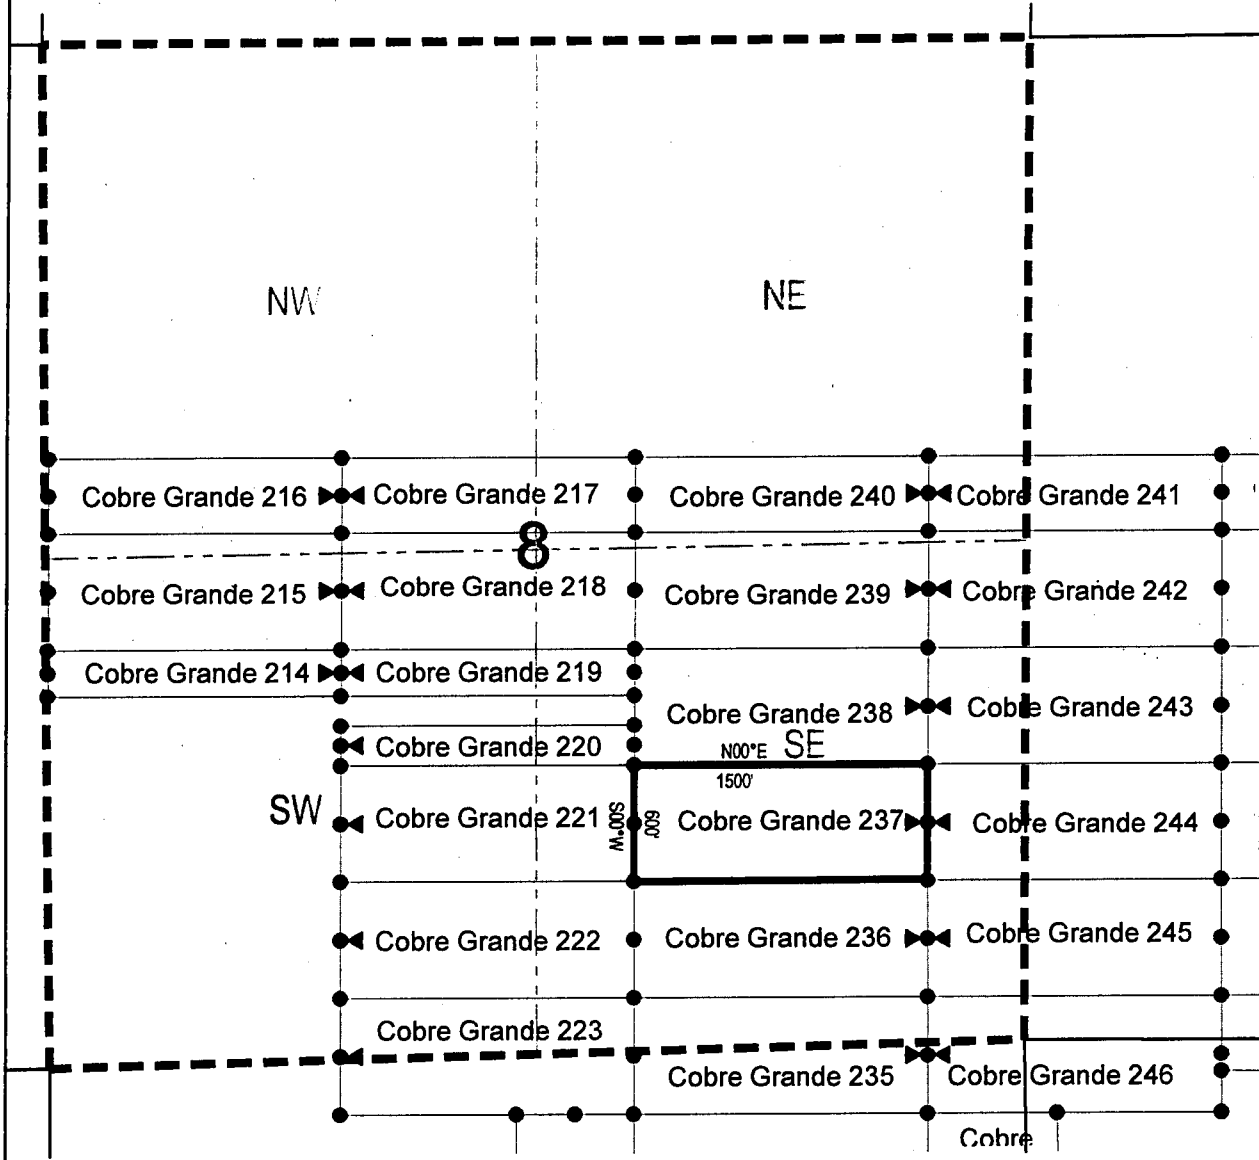 NW
NE
Cobre Grande 216
Cobre Grande 217
Cobre Grande 240
Cobre Grande 241
8
Cobre Grande 215
Cobre Grande 218
Cobre Grande 239
Cobre Grande 242
Cobre Grande 214
Cobre Grande 219
Cobre Grande 238
Cobre Grande 243
Cobre Grande 220
N00°E
SE
1500'
SW
Cobre Grande 221
S00°W
600'
Cobre Grande 237
Cobre Grande 244
Cobre Grande 222
Cobre Grande 236
Cobre Grande 245
Cobre Grande 223
Cobre Grande 235
Cobre Grande 246
Cobre